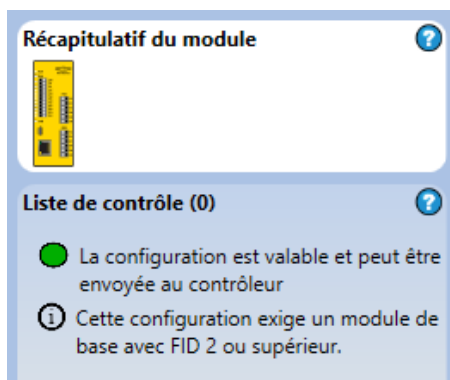 Récapitulatif du module
Liste de contrôle (0)
La configuration est valable et peut être
envoyée au contrôleur
Cette configuration exige un module de
base avec FID 2 ou supérieur.